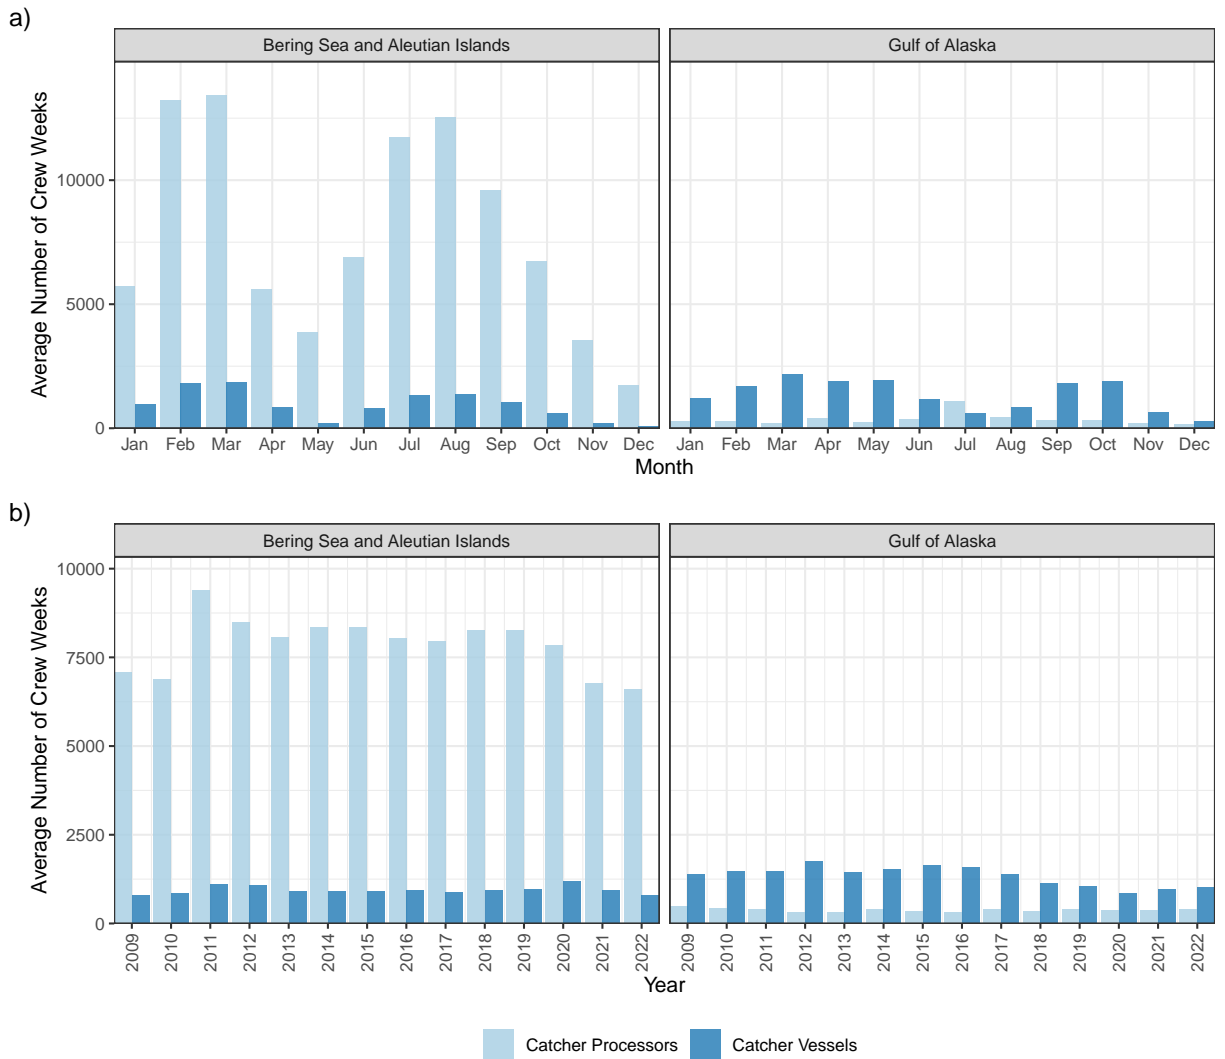 a)
Bering Sea and Aleutian Islands
Gulf of Alaska
Average Number of Crew Weeks
10000
5000
0
Jan Feb Mar Apr May Jun Jul Aug Sep Oct Nov Dec
Jan Feb Mar Apr May Jun Jul Aug Sep Oct Nov Dec
Month
b)
Bering Sea and Aleutian Islands
Gulf of Alaska
Average Number of Crew Weeks
10000
7500
5000
2500
0
2009 2010 2011 2012 2013 2014 2015 2016 2017 2018 2019 2020 2021 2022
2009 2010 2011 2012 2013 2014 2015 2016 2017 2018 2019 2020 2021 2022
Year
Catcher Processors Catcher Vessels